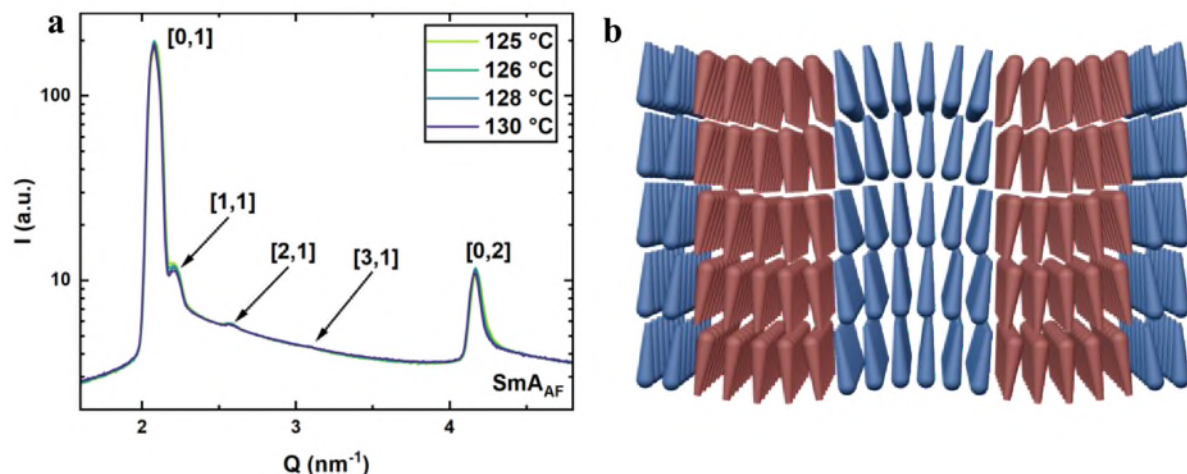 a
[0,1]
125 °C
126 °C
128 °C
130 °C
[1,1]
[2,1]
[3,1]
[0,2]
100
10
I (a.u.)
SmA_AF
2
3
4
Q (nm⁻¹)
b